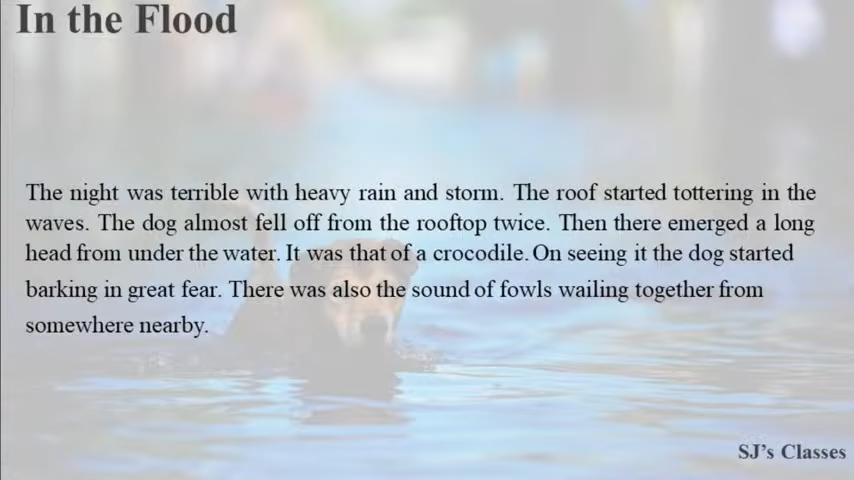 In the Flood
The night was terrible with heavy rain and storm. The roof started tottering in the
waves. The dog almost fell off from the rooftop twice. Then there emerged a long
head from under the water. It was that of a crocodile. On seeing it the dog started
barking in great fear. There was also the sound of fowls wailing together from
somewhere nearby.
SJ's Classes